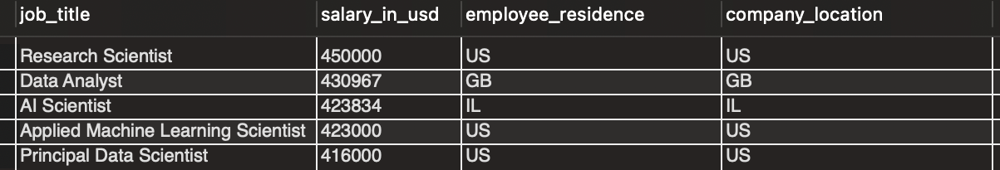 job_title salary_in_usd employee_residence company_location
Research Scientist 450000 US US
Data Analyst 430967 GB GB
AI Scientist 423834 IL IL
Applied Machine Learning Scientist 423000 US US
Principal Data Scientist 416000 US US